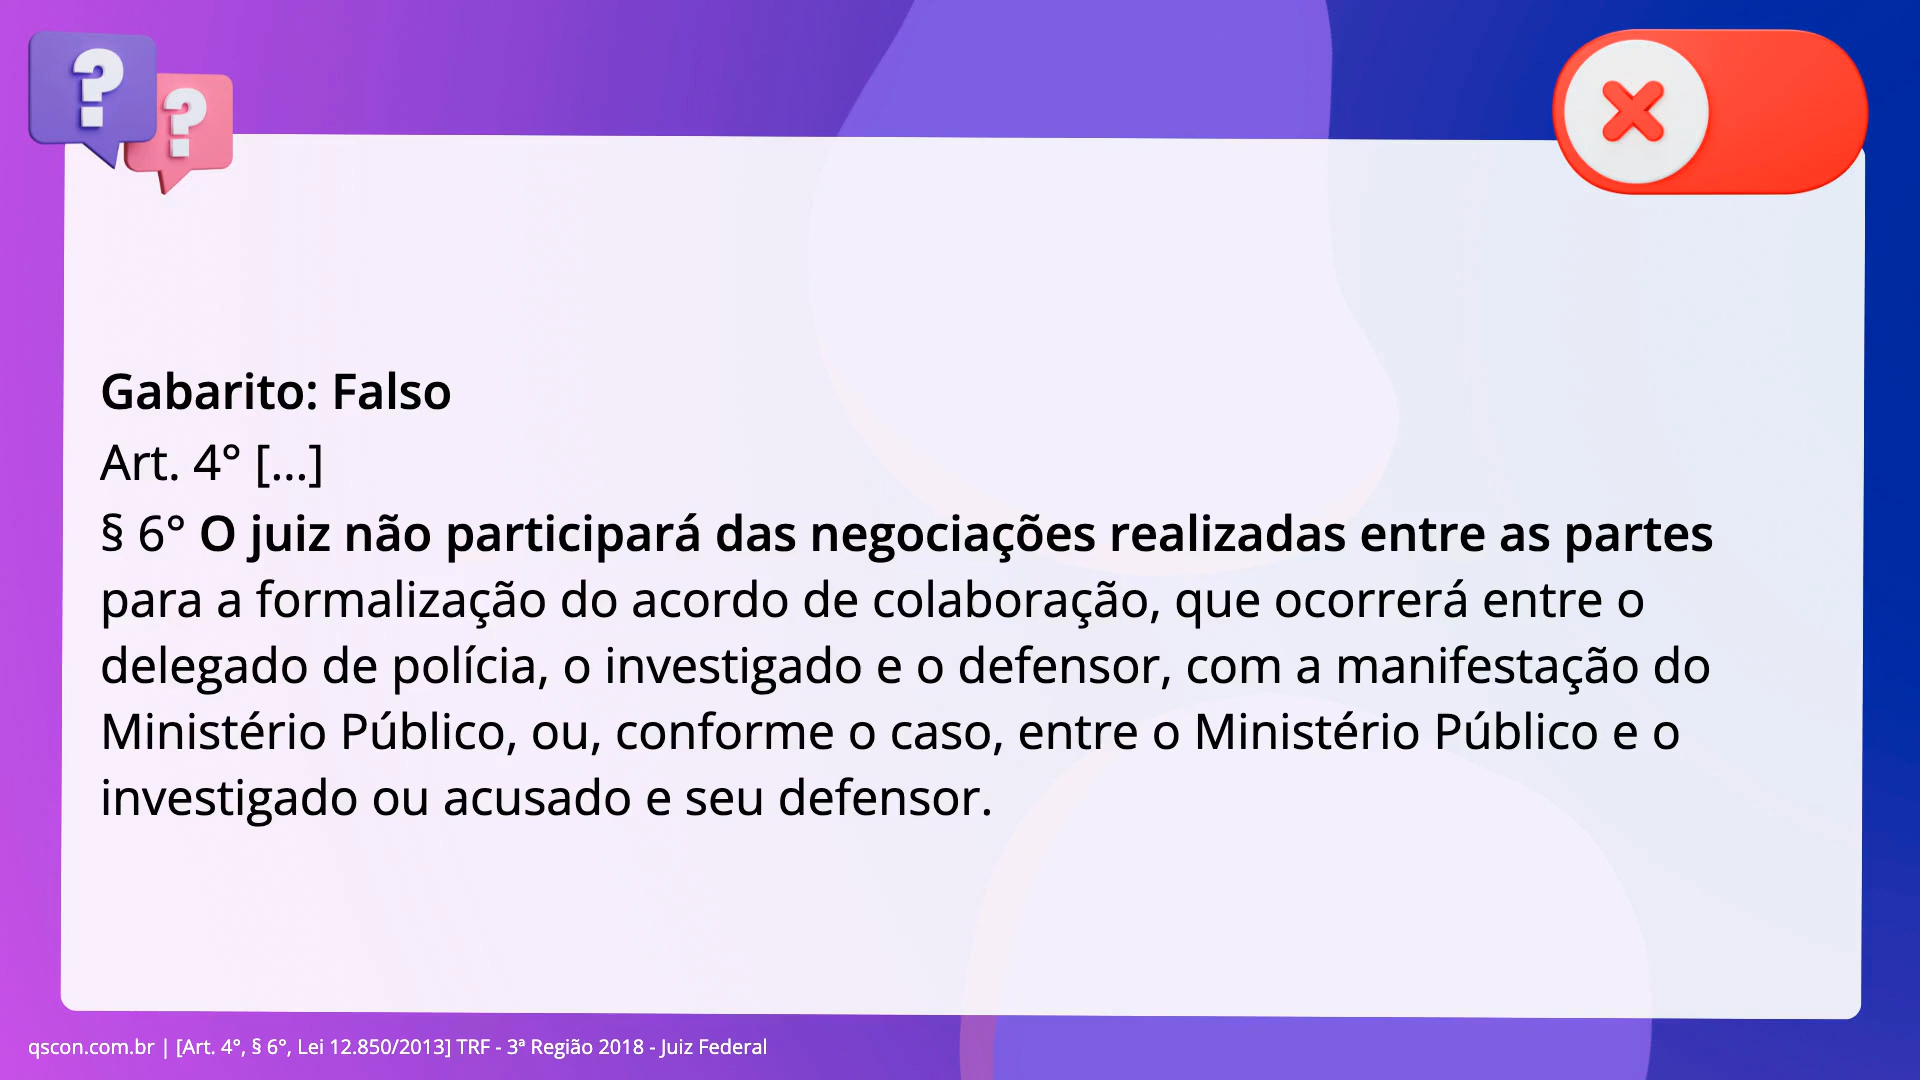 Gabarito: Falso
Art. 4° [...]
§ 6° O juiz não participará das negociações realizadas entre as partes
para a formalização do acordo de colaboração, que ocorrerá entre o
delegado de polícia, o investigado e o defensor, com a manifestação do
Ministério Público, ou, conforme o caso, entre o Ministério Público e o
investigado ou acusado e seu defensor.
qscon.com.br | [Art. 4°, § 6°, Lei 12.850/2013] TRF - 3ª Região 2018 - Juiz Federal